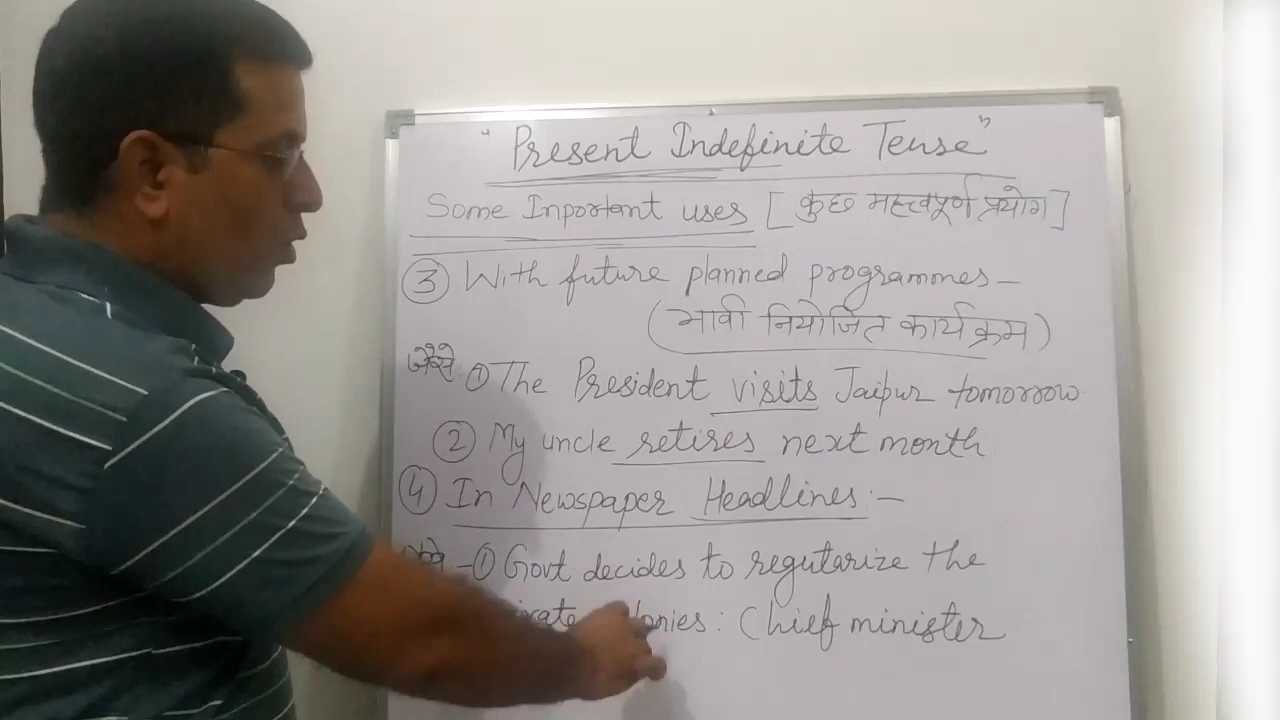 "Present Indefinite Tense"
Some Inportant uses [कुछ महत्त्वपूर्ण प्रयोग]
③ With future planned programmes-
(भावी नियोजित कार्यक्रम)
जैसे ① The President visits Jaipur tomorrow
② My uncle retires next month
④ In Newspaper Headlines:-
-① Govt decides to regutarize the
: Chief minister